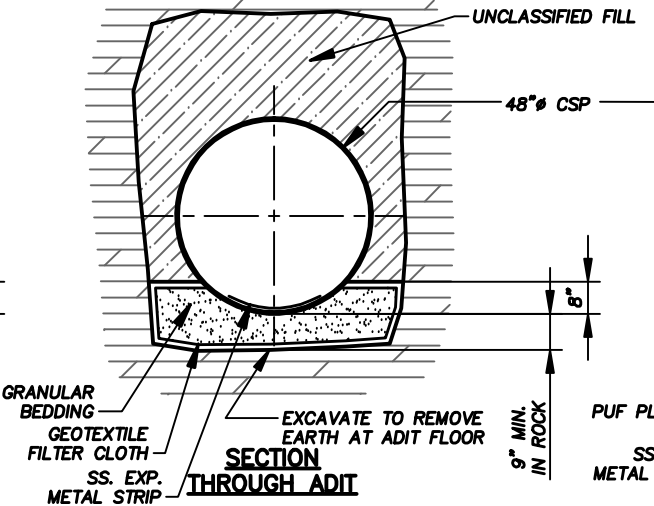 UNCLASSIFIED FILL
48"ø CSP
8"
9" MIN.
IN ROCK
GRANULAR
BEDDING
GEOTEXTILE
FILTER CLOTH
SS. EXP.
METAL STRIP
EXCAVATE TO REMOVE
EARTH AT ADIT FLOOR
SECTION
THROUGH ADIT
PUF PL
SS
METAL